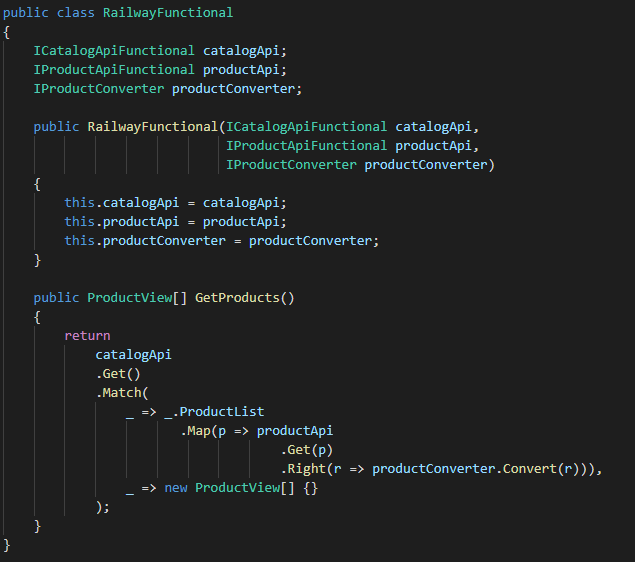 public class RailwayFunctional
{
    ICatalogApiFunctional catalogApi;
    IProductApiFunctional productApi;
    IProductConverter productConverter;

    public RailwayFunctional(ICatalogApiFunctional catalogApi,
                             IProductApiFunctional productApi,
                             IProductConverter productConverter)
    {
        this.catalogApi = catalogApi;
        this.productApi = productApi;
        this.productConverter = productConverter;
    }

    public ProductView[] GetProducts()
    {
        return
            catalogApi
            .Get()
            .Match(
                _ => _.ProductList
                       .Map(p => productApi
                                    .Get(p)
                                    .Right(r => productConverter.Convert(r))),
                _ => new ProductView[] {}
            );
    }
}